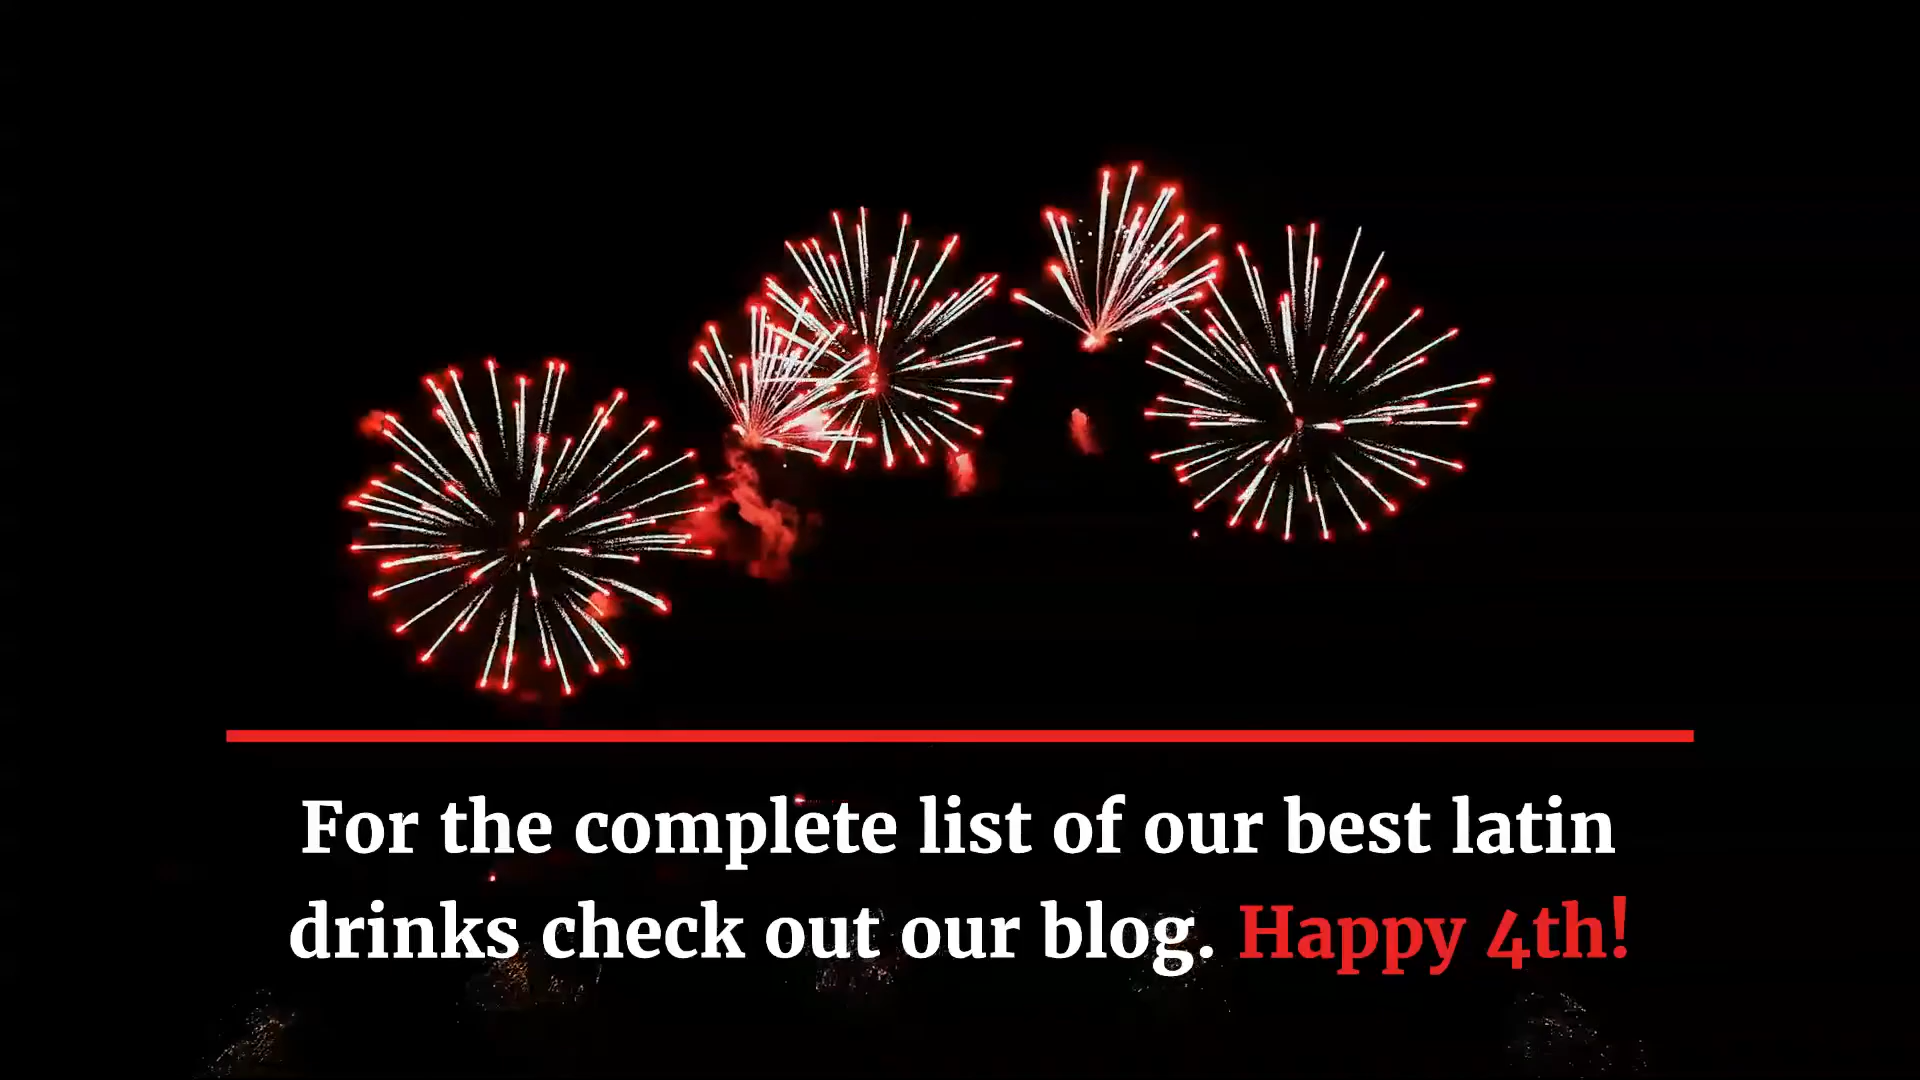 For the complete list of our best latin
drinks check out our blog. Happy 4th!